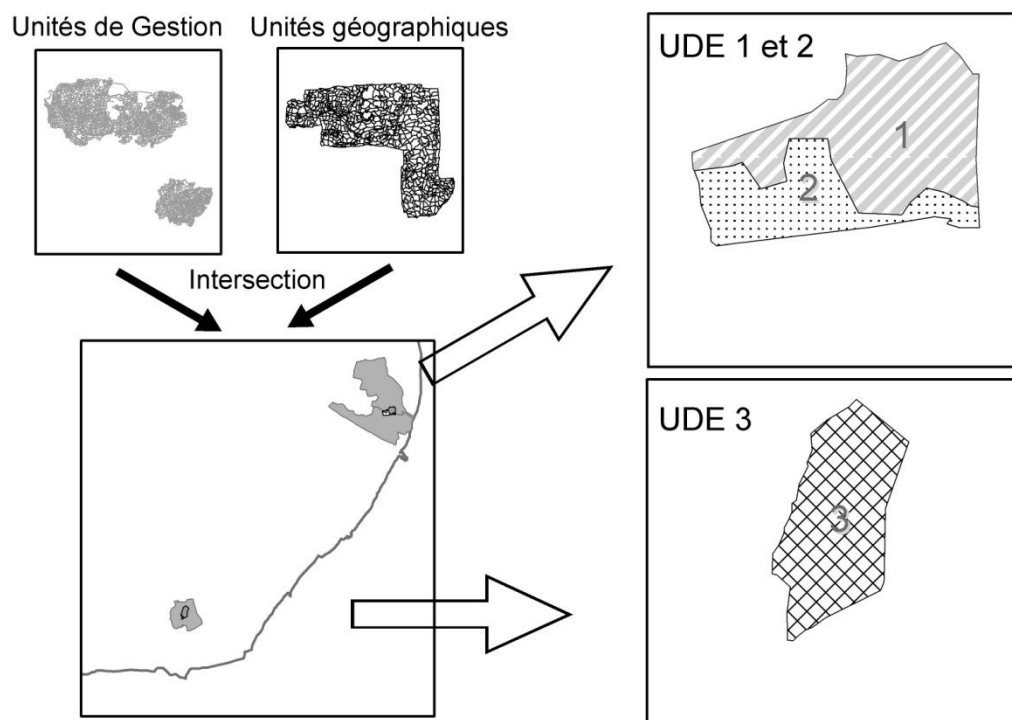 Unités de Gestion
Unités géographiques
Intersection
UDE 1 et 2
1
2
UDE 3
3